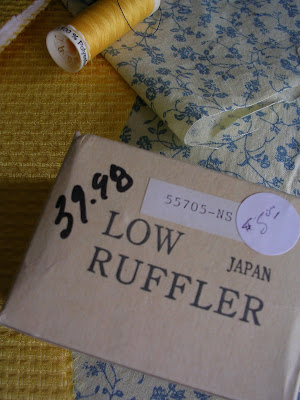 39.98
55705-NS
LOW
JAPAN
RUFFLER